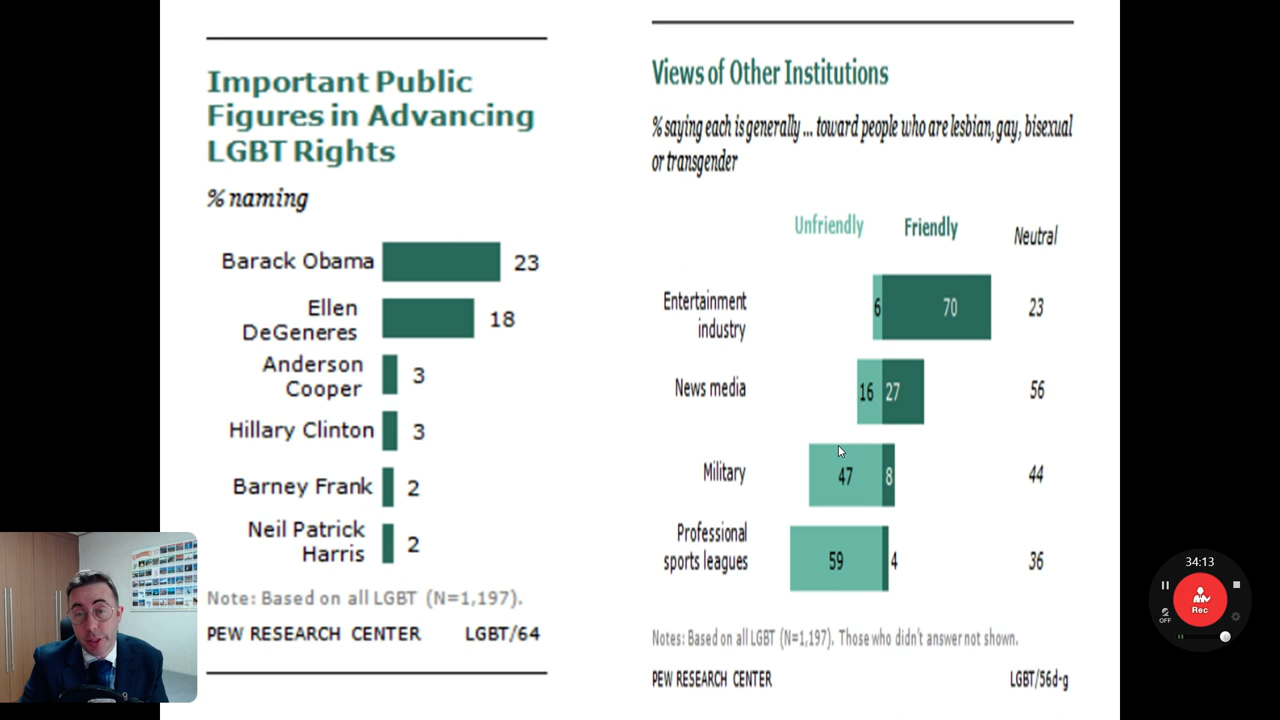 Important Public
Figures in Advancing
LGBT Rights
% naming
Barack Obama 23
Ellen
DeGeneres 18
Anderson
Cooper 3
Hillary Clinton 3
Barney Frank 2
Neil Patrick
Harris 2
Note: Based on all LGBT (N=1,197).
PEW RESEARCH CENTER LGBT/64
Views of Other Institutions
% saying each is generally ... toward people who are lesbian, gay, bisexual
or transgender
Unfriendly Friendly Neutral
Entertainment
industry 6 70 23
News media 16 27 56
Military 47 8 44
Professional
sports leagues 59 4 36
Notes: Based on all LGBT (N=1,197). Those who didn't answer not shown.
PEW RESEARCH CENTER LGBT/56d-g
34:13
Rec
OFF